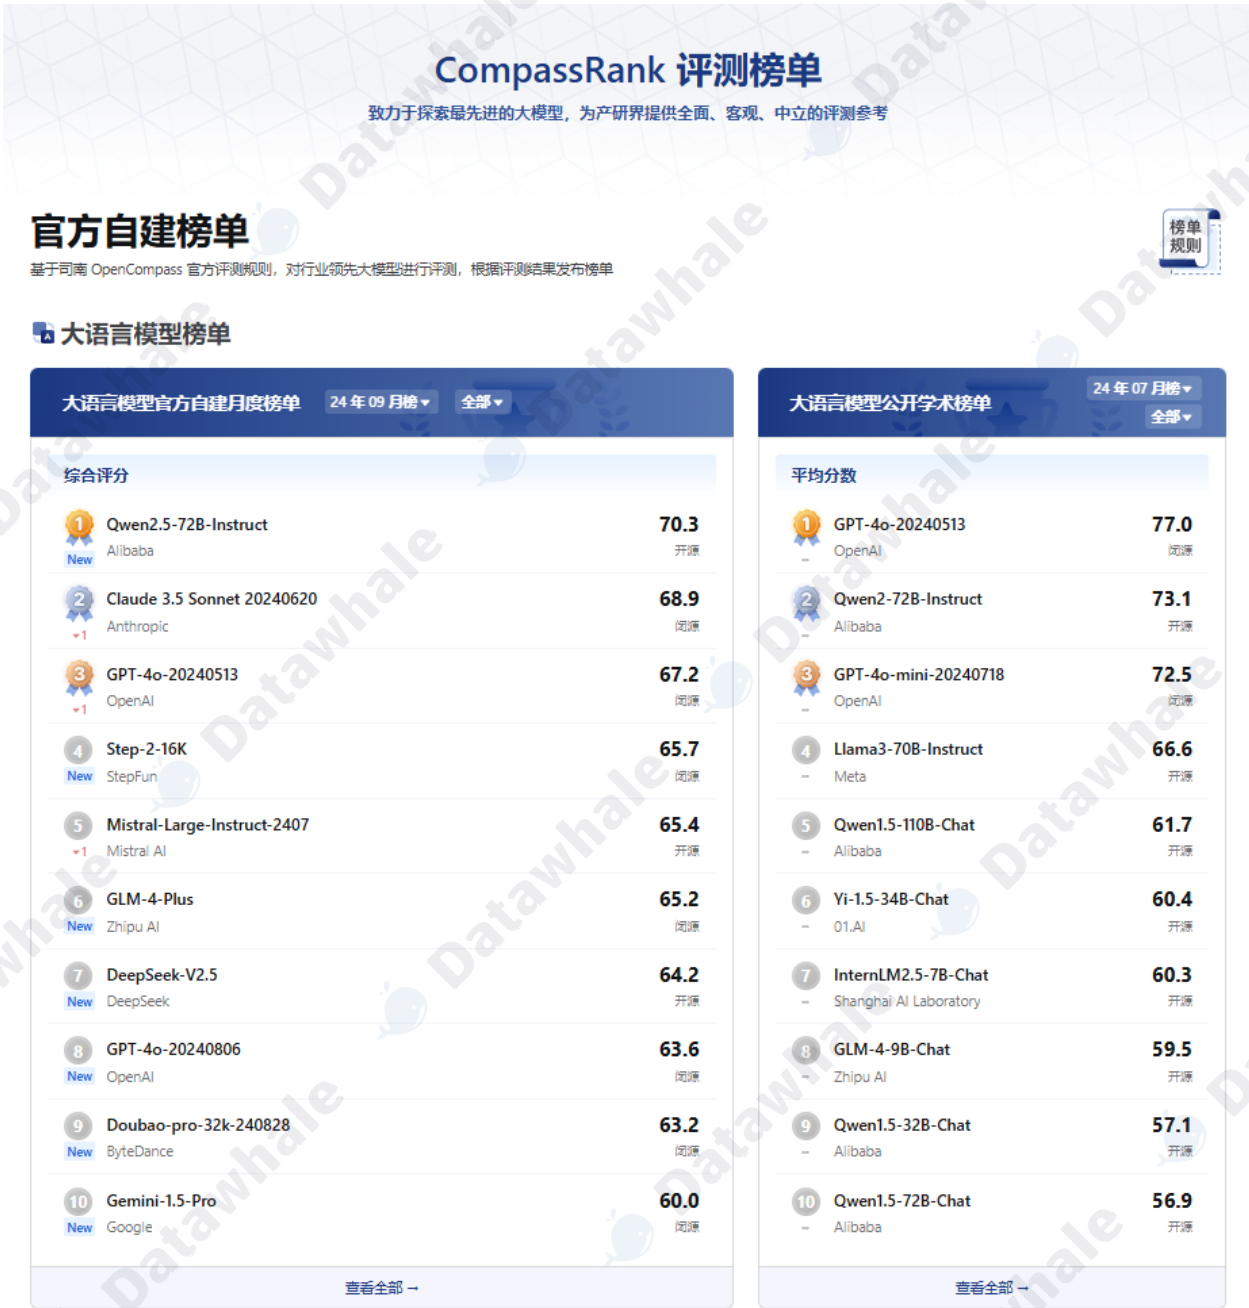 CompassRank 评测榜单
致力于探索最先进的大模型，为产研界提供全面、客观、中立的评测参考
官方自建榜单
基于司南 OpenCompass 官方评测规则，对行业领先大模型进行评测，根据评测结果发布榜单
榜单
规则
大语言模型榜单
大语言模型官方自建月度榜单 24 年 09 月榜 全部
综合评分
1 Qwen2.5-72B-Instruct 70.3
New Alibaba 开源
2 Claude 3.5 Sonnet 20240620 68.9
1 Anthropic 闭源
3 GPT-4o-20240513 67.2
1 OpenAI 闭源
4 Step-2-16K 65.7
New StepFun 闭源
5 Mistral-Large-Instruct-2407 65.4
1 Mistral AI 开源
6 GLM-4-Plus 65.2
New Zhipu AI 闭源
7 DeepSeek-V2.5 64.2
New DeepSeek 开源
8 GPT-4o-20240806 63.6
New OpenAI 闭源
9 Doubao-pro-32k-240828 63.2
New ByteDance 闭源
10 Gemini-1.5-Pro 60.0
New Google 闭源
查看全部 →
大语言模型公开学术榜单 24 年 07 月榜
全部
平均分数
1 GPT-4o-20240513 77.0
– OpenAI 闭源
2 Qwen2-72B-Instruct 73.1
– Alibaba 开源
3 GPT-4o-mini-20240718 72.5
– OpenAI 闭源
4 Llama3-70B-Instruct 66.6
– Meta 开源
5 Qwen1.5-110B-Chat 61.7
– Alibaba 开源
6 Yi-1.5-34B-Chat 60.4
– 01.AI 开源
7 InternLM2.5-7B-Chat 60.3
– Shanghai AI Laboratory 开源
8 GLM-4-9B-Chat 59.5
– Zhipu AI 开源
9 Qwen1.5-32B-Chat 57.1
– Alibaba 开源
10 Qwen1.5-72B-Chat 56.9
– Alibaba 开源
查看全部 →
Datawhale